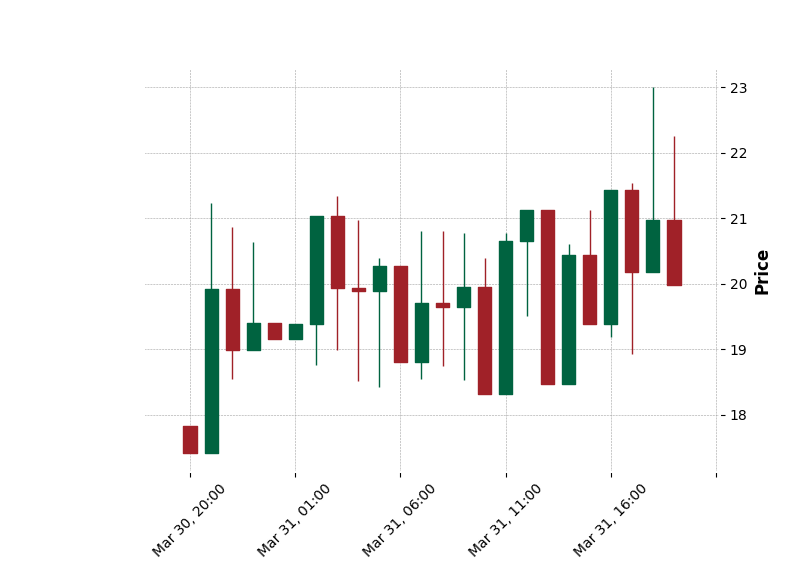 23
22
21
20
19
18
Price
Mar 30, 20:00
Mar 31, 01:00
Mar 31, 06:00
Mar 31, 11:00
Mar 31, 16:00